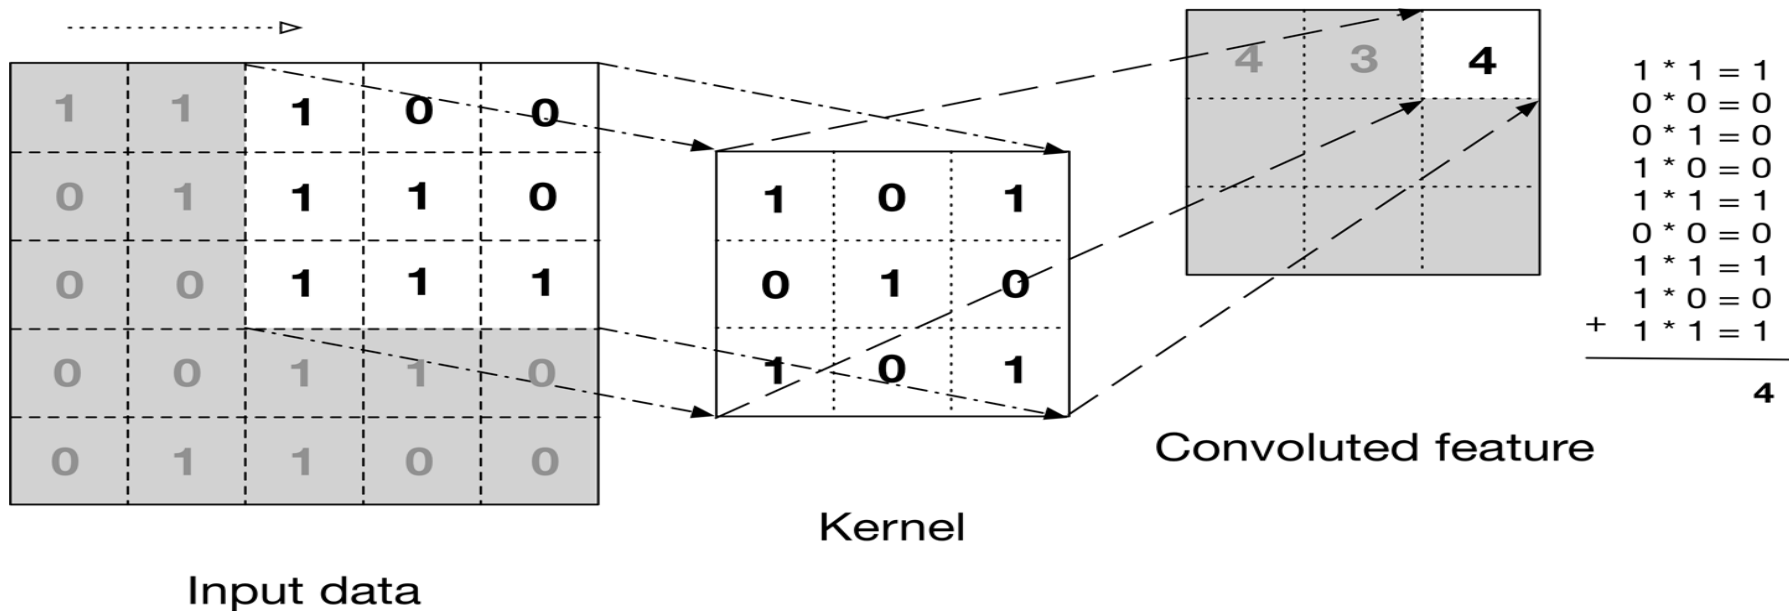 1 1 1 0 0
0 1 1 1 0
0 0 1 1 1
0 0 1 1 0
0 1 1 0 0
Input data
1 0 1
0 1 0
1 0 1
Kernel
4 3 4
Convoluted feature
1 * 1 = 1
0 * 0 = 0
0 * 1 = 0
1 * 0 = 0
1 * 1 = 1
0 * 0 = 0
1 * 1 = 1
1 * 0 = 0
+ 1 * 1 = 1
4